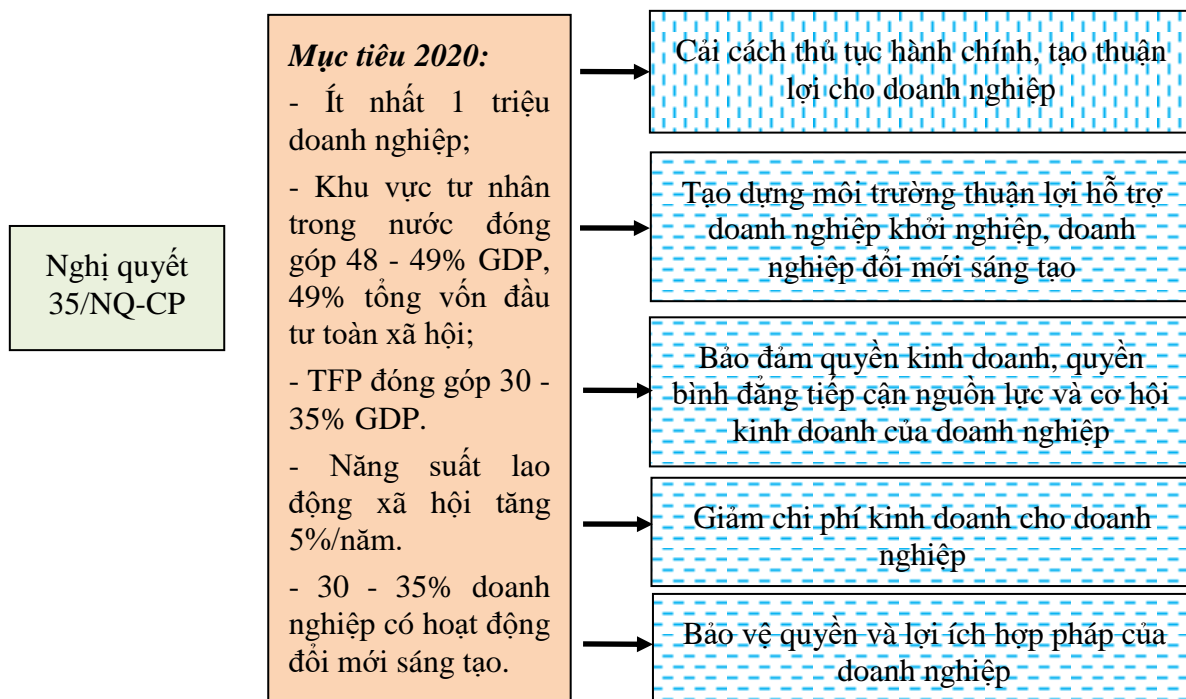 Nghị quyết
35/NQ-CP
Mục tiêu 2020:
- Ít nhất 1 triệu
doanh nghiệp;
- Khu vực tư nhân
trong nước đóng
góp 48 - 49% GDP,
49% tổng vốn đầu
tư toàn xã hội;
- TFP đóng góp 30 -
35% GDP.
- Năng suất lao
động xã hội tăng
5%/năm.
- 30 - 35% doanh
nghiệp có hoạt động
đổi mới sáng tạo.
Cải cách thủ tục hành chính, tạo thuận
lợi cho doanh nghiệp
Tạo dựng môi trường thuận lợi hỗ trợ
doanh nghiệp khởi nghiệp, doanh
nghiệp đổi mới sáng tạo
Bảo đảm quyền kinh doanh, quyền
bình đẳng tiếp cận nguồn lực và cơ hội
kinh doanh của doanh nghiệp
Giảm chi phí kinh doanh cho doanh
nghiệp
Bảo vệ quyền và lợi ích hợp pháp của
doanh nghiệp